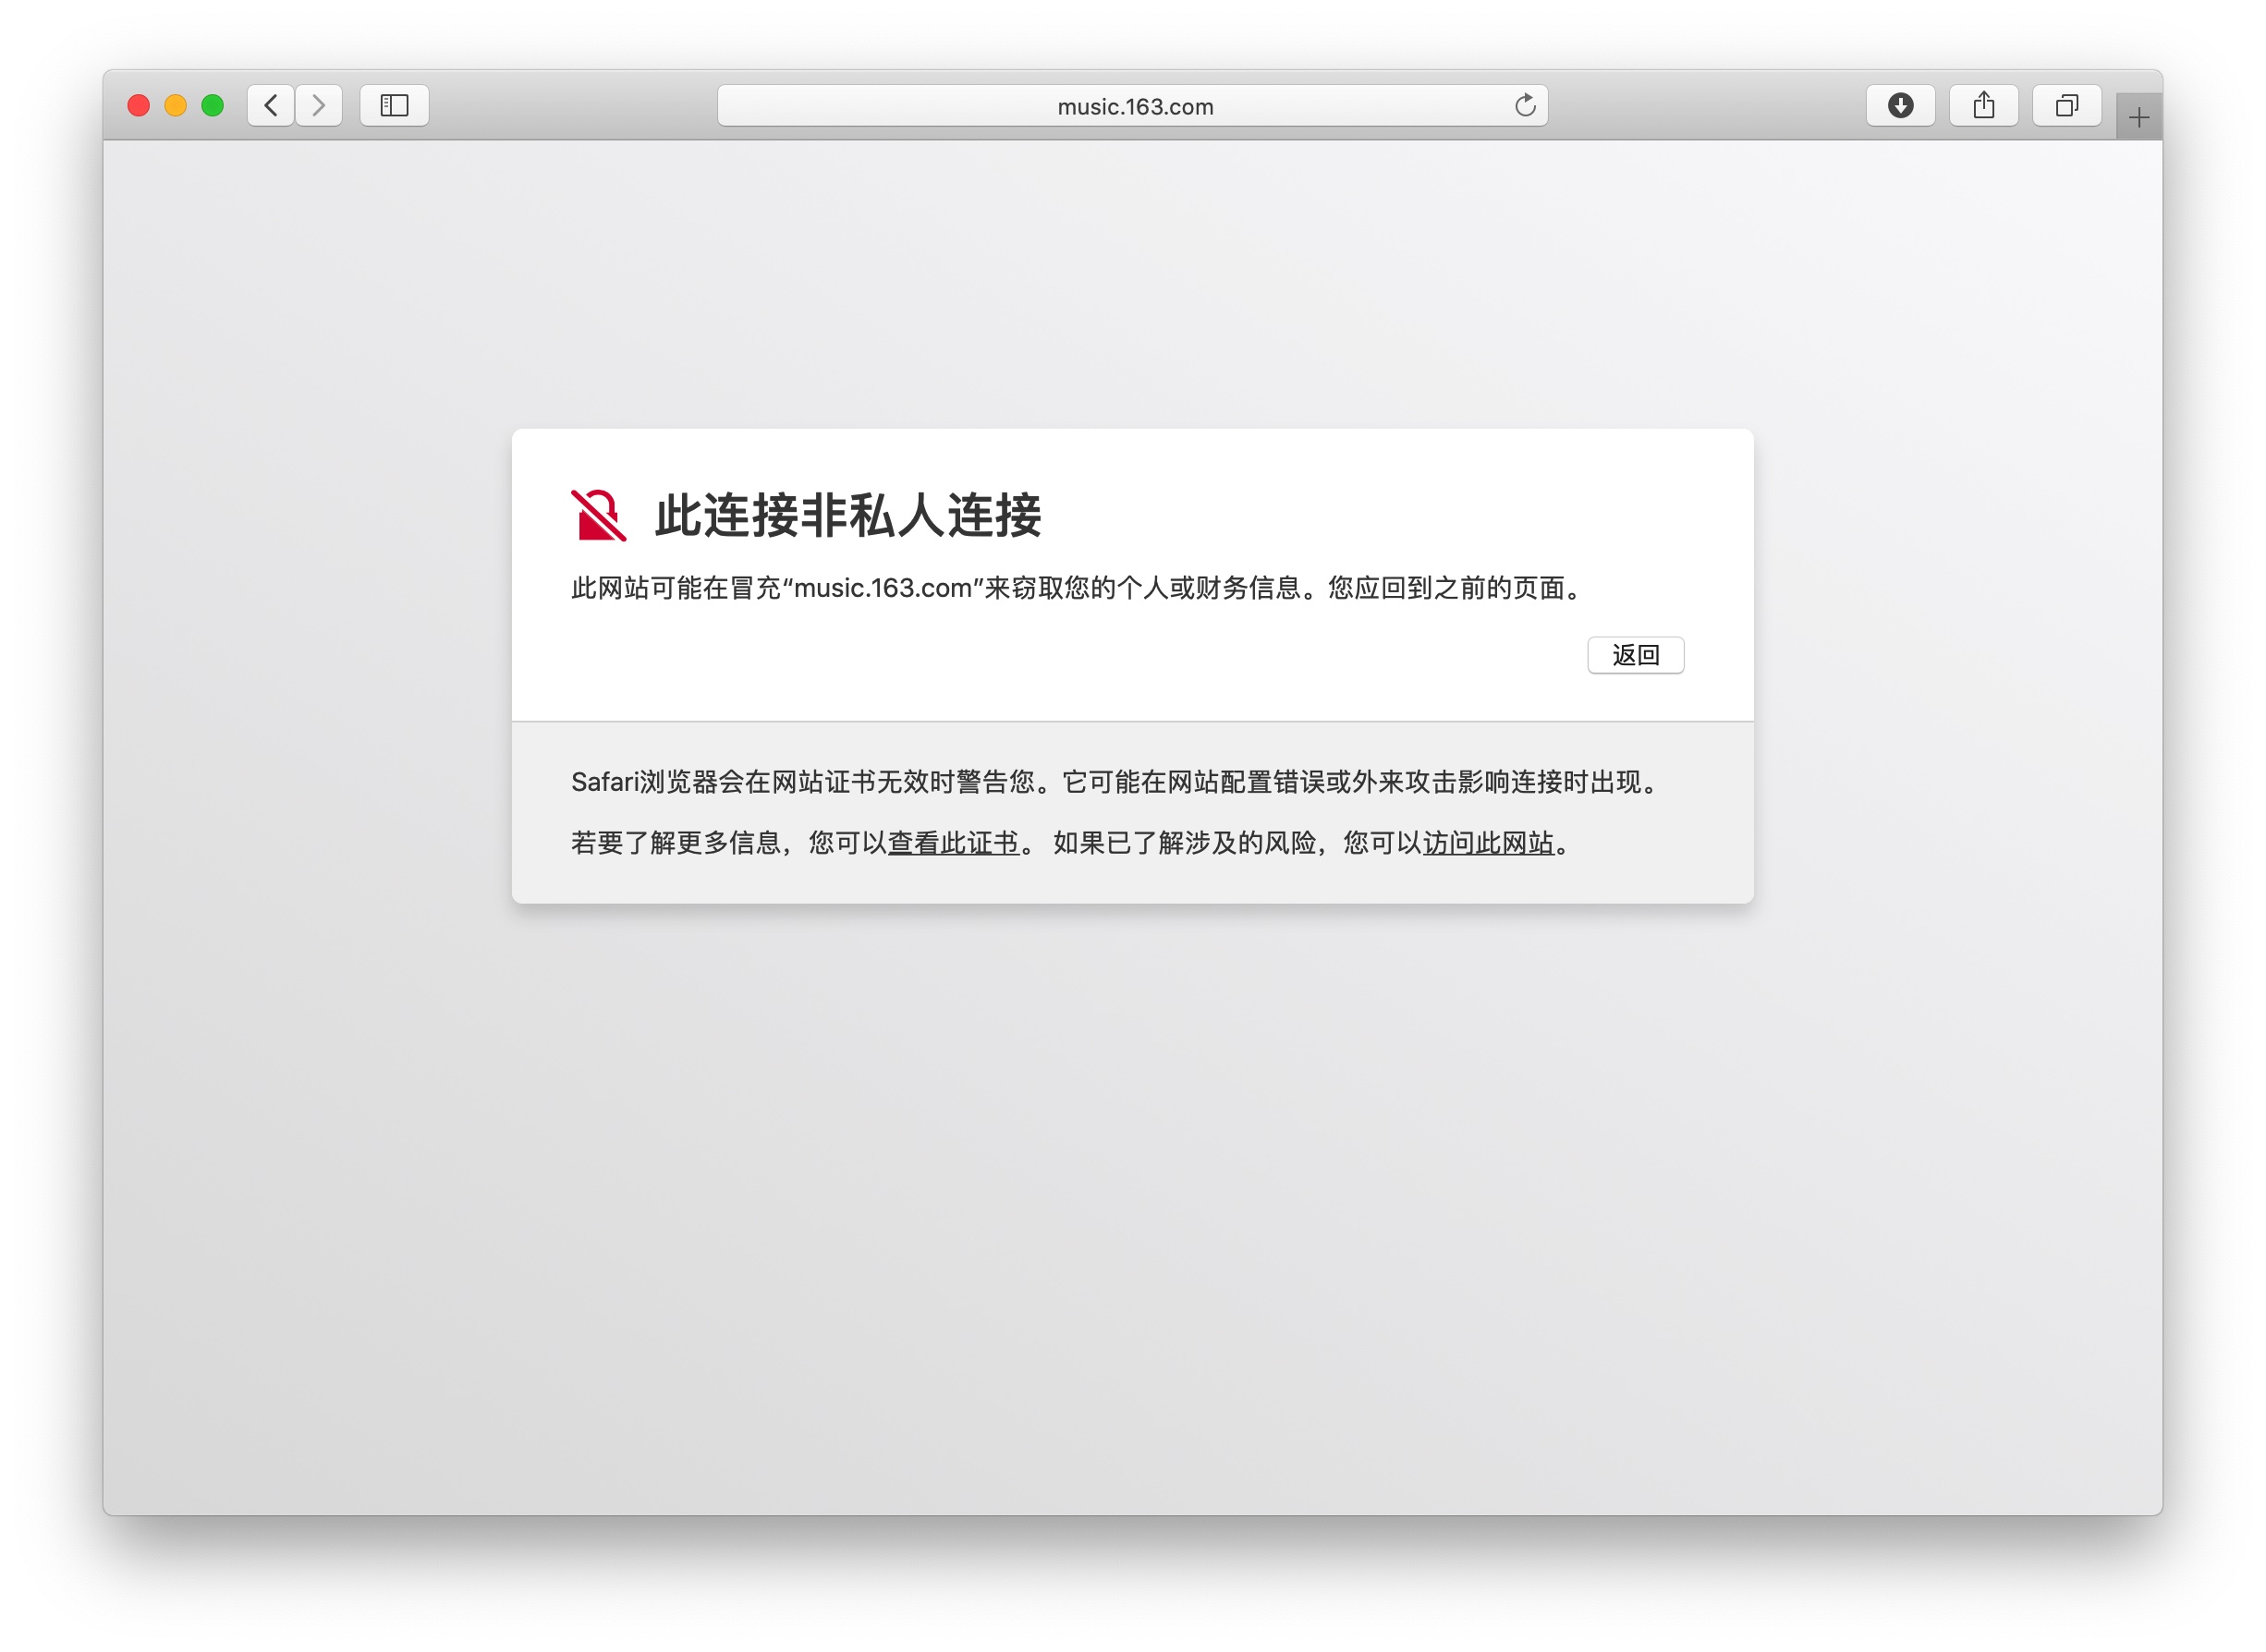 music.163.com
此连接非私人连接
此网站可能在冒充“music.163.com”来窃取您的个人或财务信息。您应回到之前的页面。
返回
Safari浏览器会在网站证书无效时警告您。它可能在网站配置错误或外来攻击影响连接时出现。
若要了解更多信息，您可以查看此证书。 如果已了解涉及的风险，您可以访问此网站。